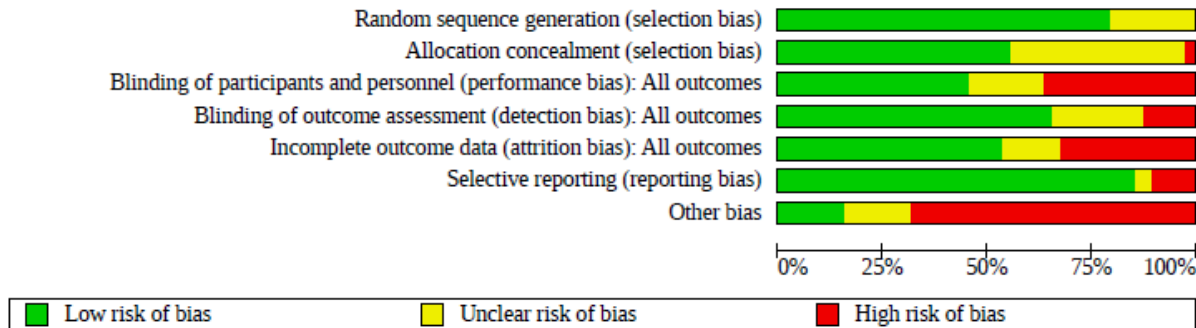 Random sequence generation (selection bias)
Allocation concealment (selection bias)
Blinding of participants and personnel (performance bias): All outcomes
Blinding of outcome assessment (detection bias): All outcomes
Incomplete outcome data (attrition bias): All outcomes
Selective reporting (reporting bias)
Other bias
0% 25% 50% 75% 100%
Low risk of bias Unclear risk of bias High risk of bias